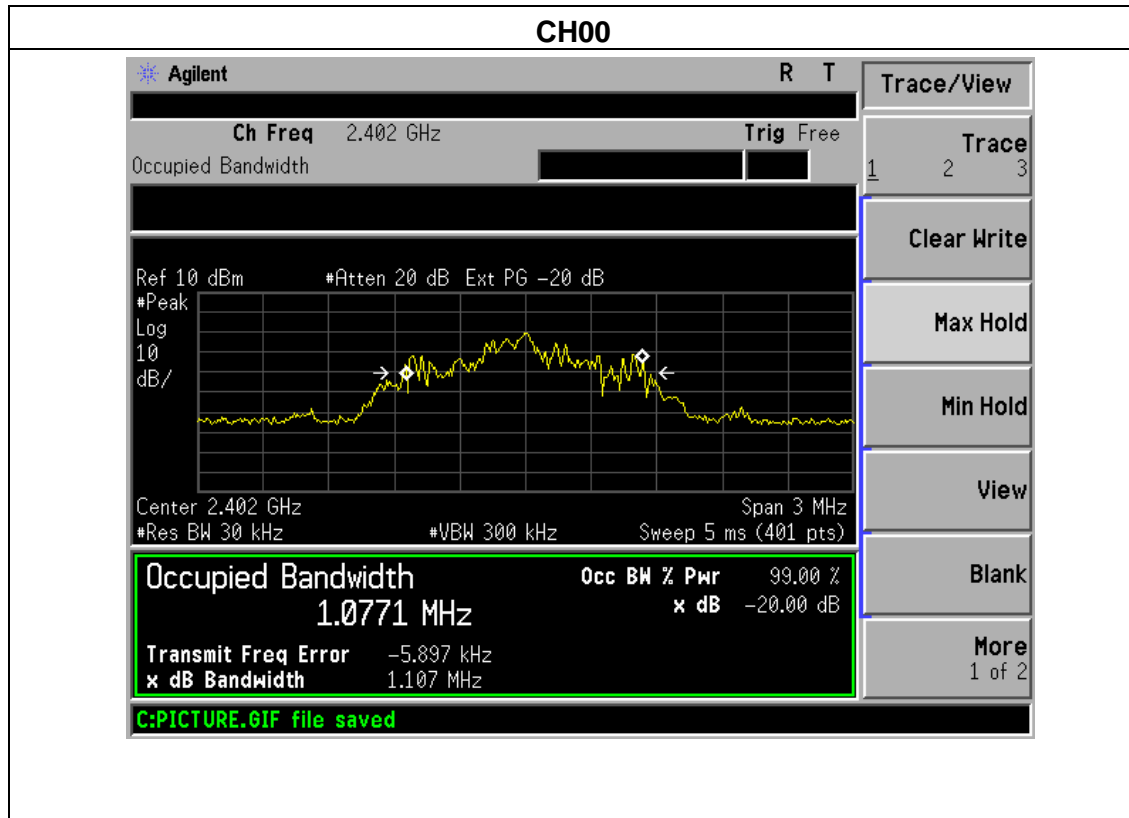 CH00
Agilent R T
Trace/View
Ch Freq 2.402 GHz Trig Free
Occupied Bandwidth
Trace
1 2 3
Clear Write
Ref 10 dBm #Atten 20 dB Ext PG -20 dB
#Peak
Log
10
dB/
Max Hold
Min Hold
View
Center 2.402 GHz Span 3 MHz
#Res BW 30 kHz #VBW 300 kHz Sweep 5 ms (401 pts)
Occupied Bandwidth Occ BW % Pwr 99.00 %
1.0771 MHz x dB -20.00 dB
Blank
Transmit Freq Error -5.897 kHz
x dB Bandwidth 1.107 MHz
More
1 of 2
C:PICTURE.GIF file saved